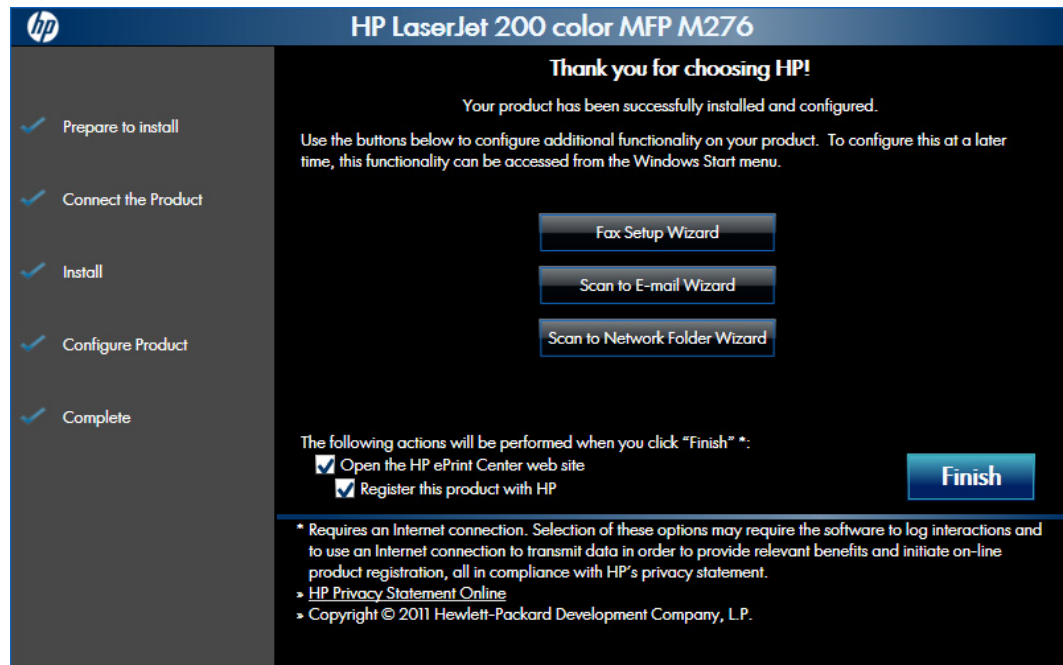 hp
HP LaserJet 200 color MFP M276
Prepare to install
Connect the Product
Install
Configure Product
Complete
Thank you for choosing HP!
Your product has been successfully installed and configured.
Use the buttons below to configure additional functionality on your product. To configure this at a later
time, this functionality can be accessed from the Windows Start menu.
Fax Setup Wizard
Scan to E-mail Wizard
Scan to Network Folder Wizard
The following actions will be performed when you click “Finish” *:
Open the HP ePrint Center web site
Register this product with HP
Finish
* Requires an Internet connection. Selection of these options may require the software to log interactions and
to use an Internet connection to transmit data in order to provide relevant benefits and initiate on-line
product registration, all in compliance with HP's privacy statement.
» HP Privacy Statement Online
» Copyright © 2011 Hewlett-Packard Development Company, L.P.